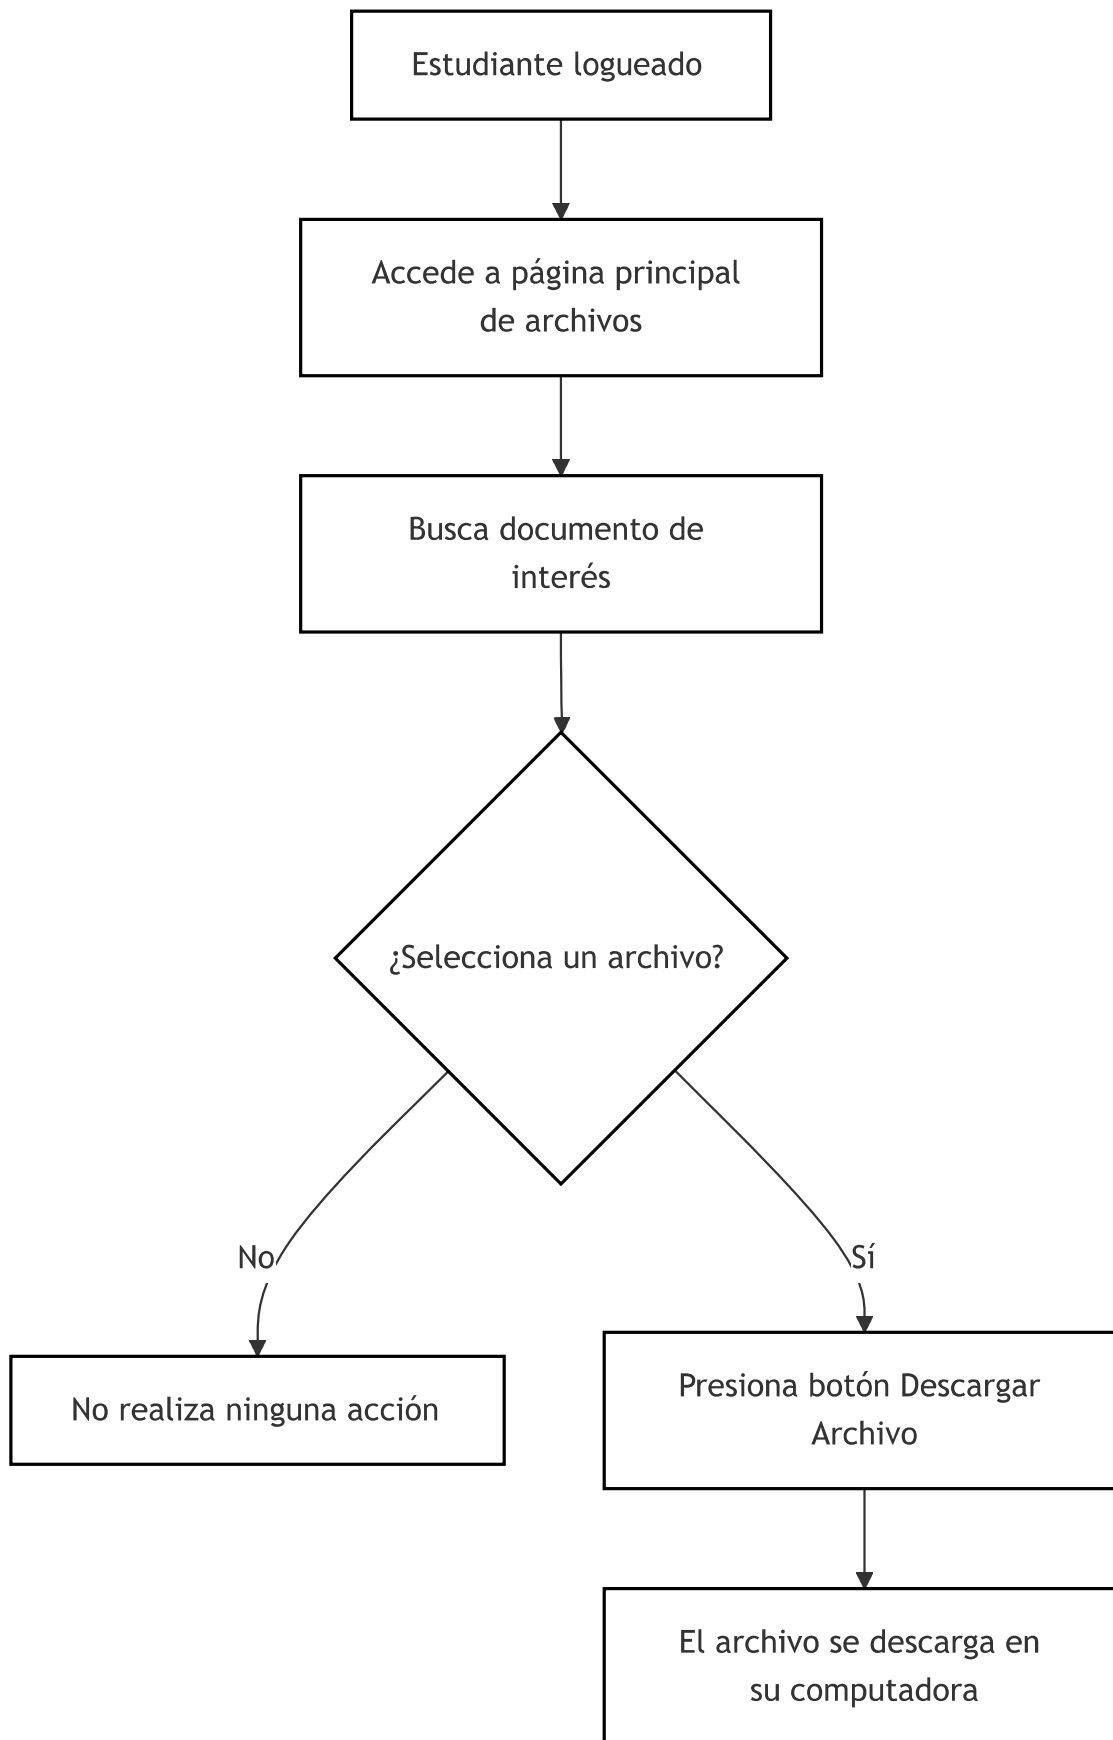 Estudiante logueado
Accede a página principal
de archivos
Busca documento de
interés
¿Selecciona un archivo?
No
Sí
No realiza ninguna acción
Presiona botón Descargar
Archivo
El archivo se descarga en
su computadora